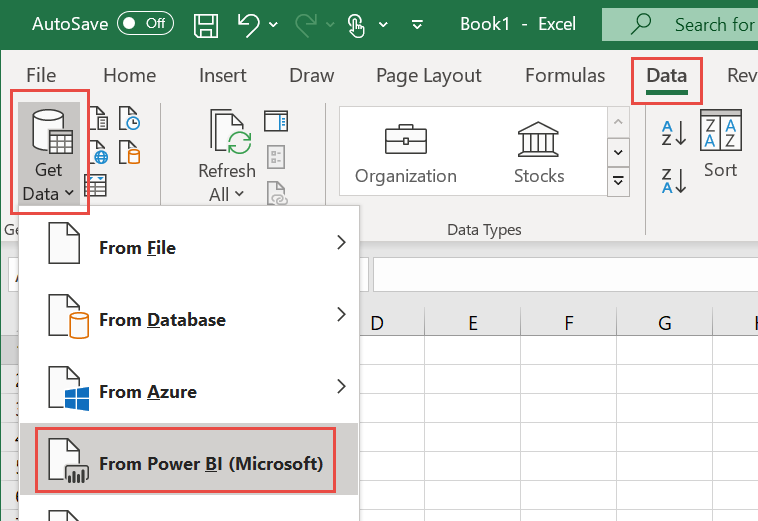 AutoSave Off Book1 - Excel Search for
File Home Insert Draw Page Layout Formulas Data Rev
Get
Data
Refresh
All
Organization
Stocks
A
Z
Z
A
Z A
A Z
Sort
Ge
Data Types
From File
From Database
From Azure
From Power BI (Microsoft)
D E F G